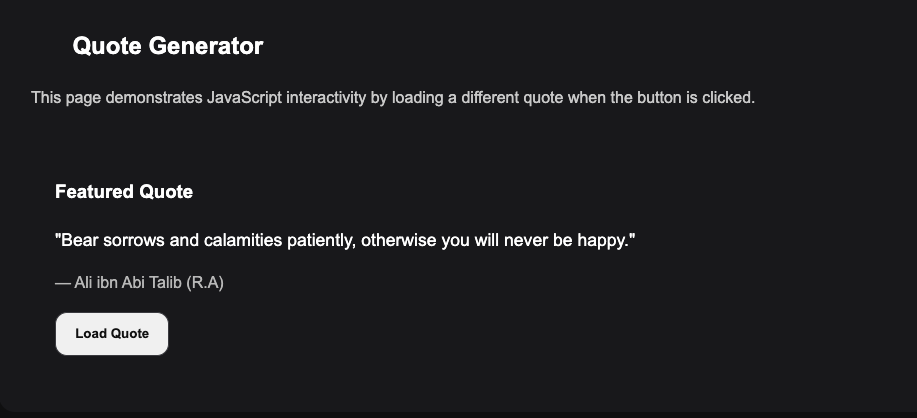 Quote Generator
This page demonstrates JavaScript interactivity by loading a different quote when the button is clicked.
Featured Quote
"Bear sorrows and calamities patiently, otherwise you will never be happy."
— Ali ibn Abi Talib (R.A)
Load Quote